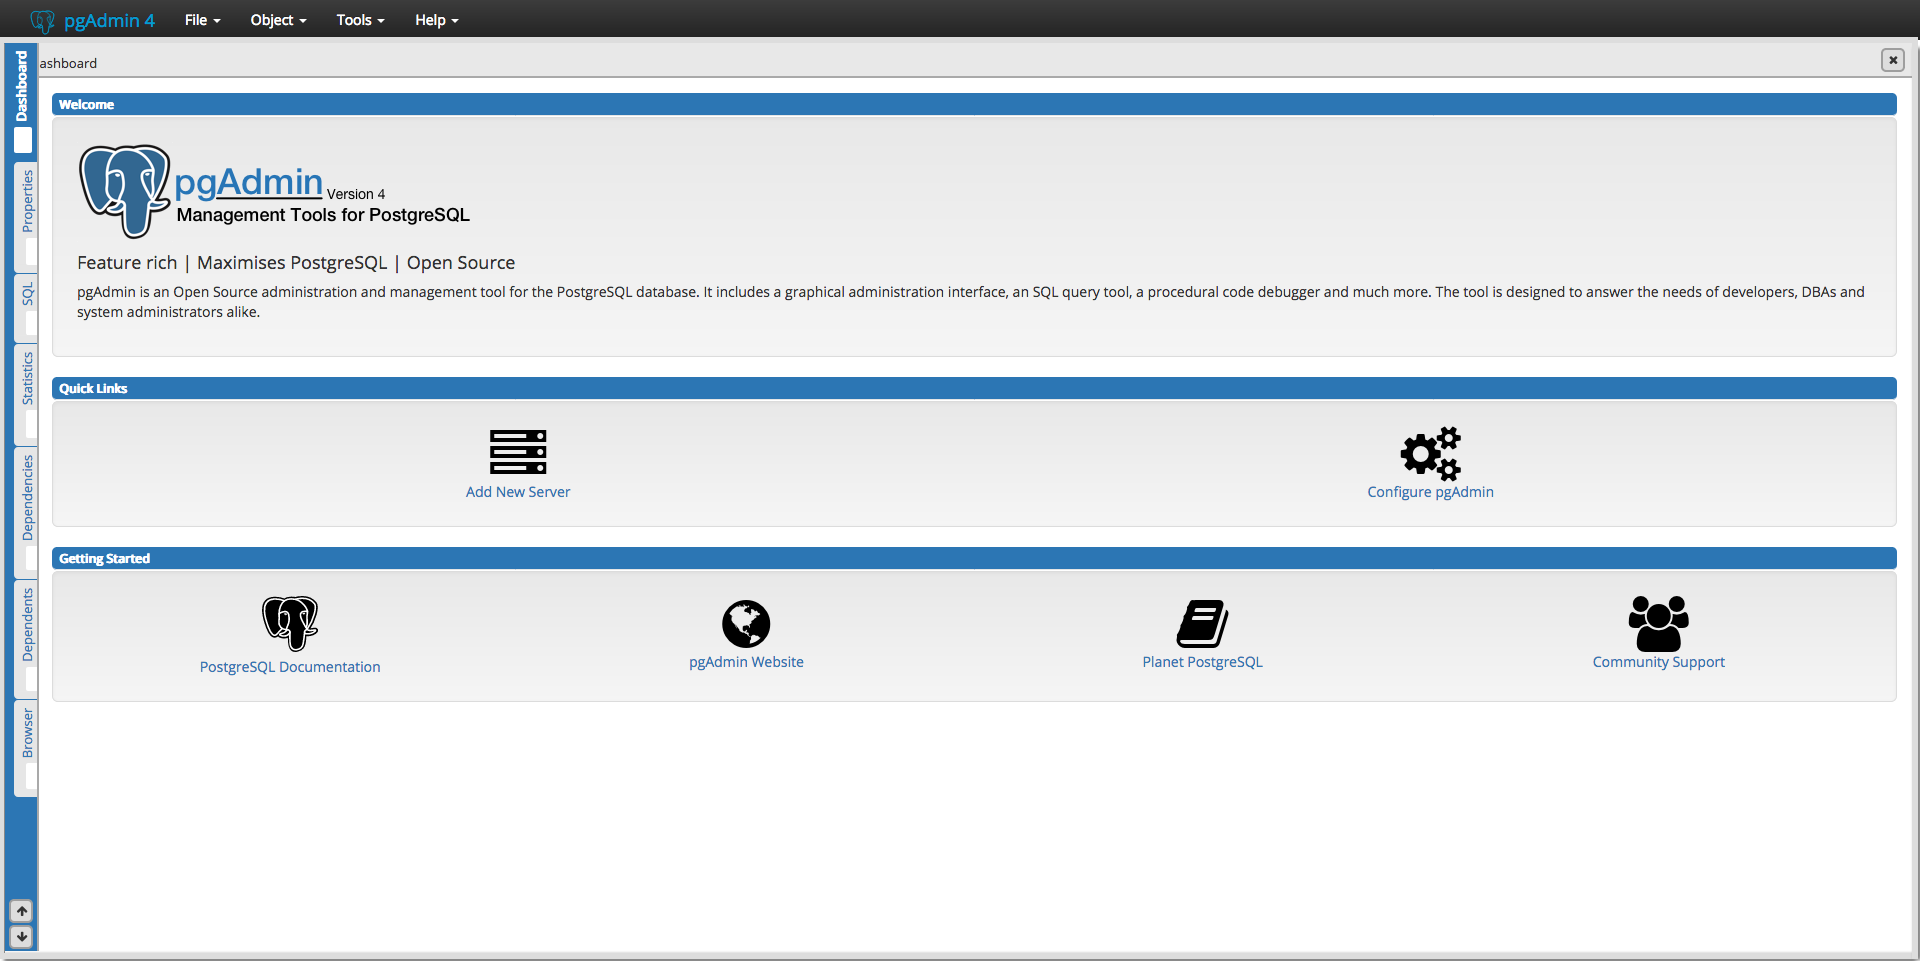 pgAdmin 4
File
Object
Tools
Help
Dashboard
ashboard
Properties
SQL
Statistics
Dependencies
Dependents
Browser
Welcome
pgAdmin Version 4
Management Tools for PostgreSQL
Feature rich | Maximises PostgreSQL | Open Source
pgAdmin is an Open Source administration and management tool for the PostgreSQL database. It includes a graphical administration interface, an SQL query tool, a procedural code debugger and much more. The tool is designed to answer the needs of developers, DBAs and
system administrators alike.
Quick Links
Add New Server
Configure pgAdmin
Getting Started
PostgreSQL Documentation
pgAdmin Website
Planet PostgreSQL
Community Support